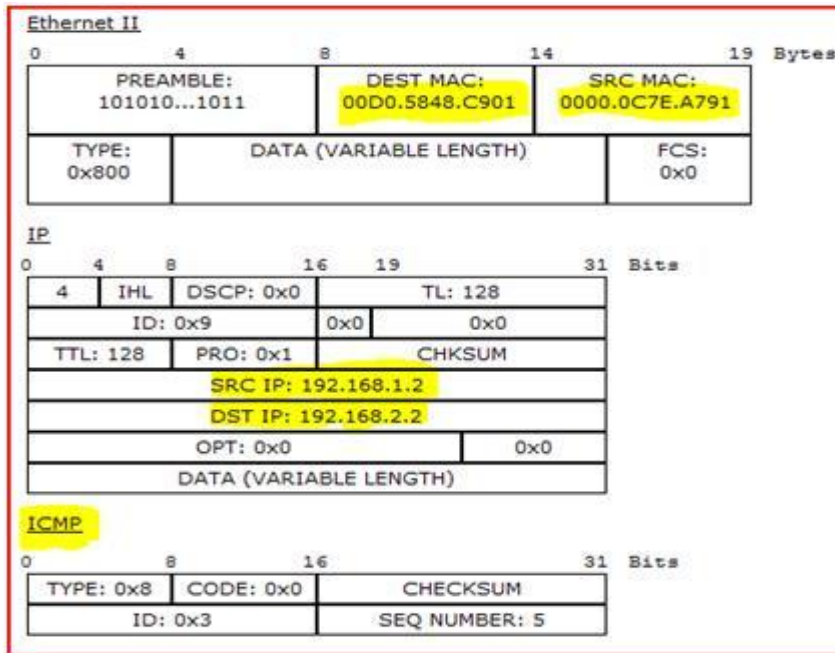 Ethernet II
0 4 8 14 19 Bytes
PREAMBLE: DEST MAC: SRC MAC:
101010...1011 00D0.5848.C901 0000.0C7E.A791
TYPE: DATA (VARIABLE LENGTH) FCS:
0x800 0x0
IP
0 4 8 16 19 31 Bits
4 IHL DSCP: 0x0 TL: 128
ID: 0x9 0x0 0x0
TTL: 128 PRO: 0x1 CHKSUM
SRC IP: 192.168.1.2
DST IP: 192.168.2.2
OPT: 0x0 0x0
DATA (VARIABLE LENGTH)
ICMP
0 8 16 31 Bits
TYPE: 0x8 CODE: 0x0 CHECKSUM
ID: 0x3 SEQ NUMBER: 5